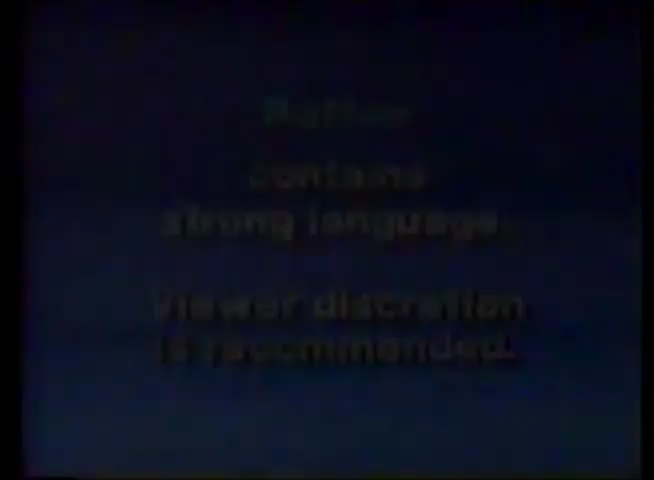 contains
strong language.
Viewer discretion
is recommended.